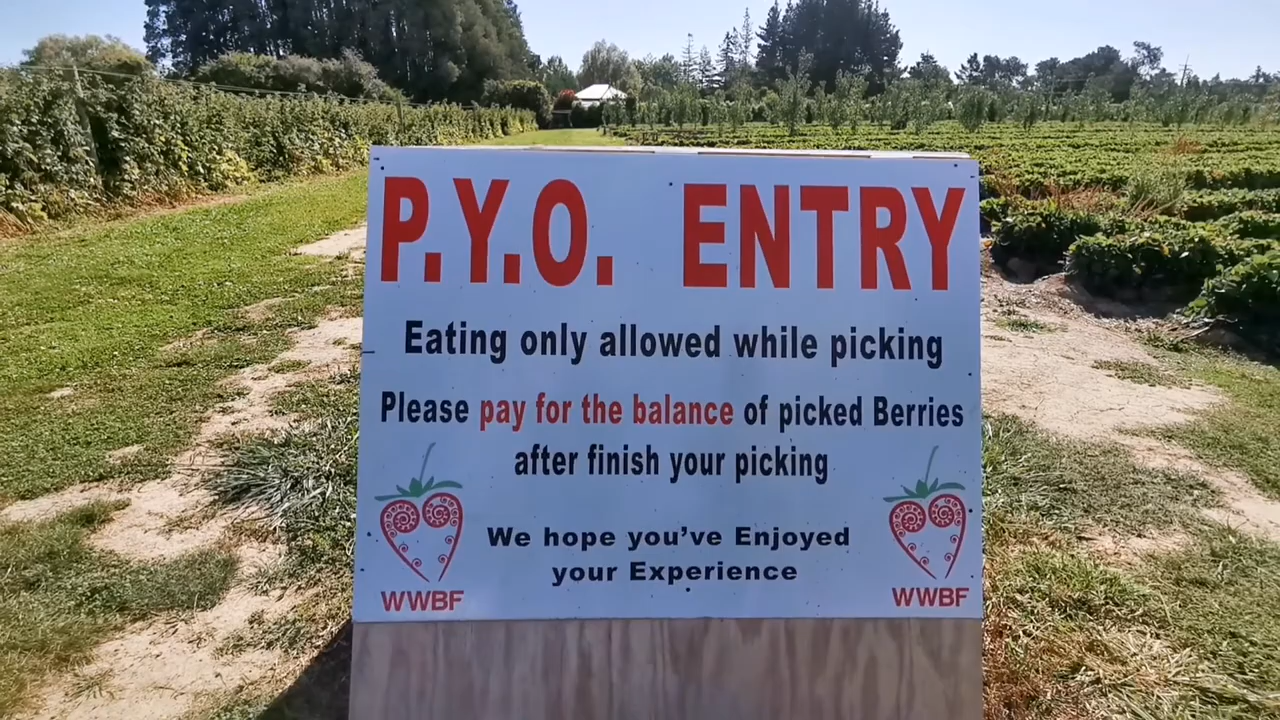 P.Y.O. ENTRY
Eating only allowed while picking
Please pay for the balance of picked Berries
after finish your picking
We hope you've Enjoyed
your Experience
WWBF
WWBF